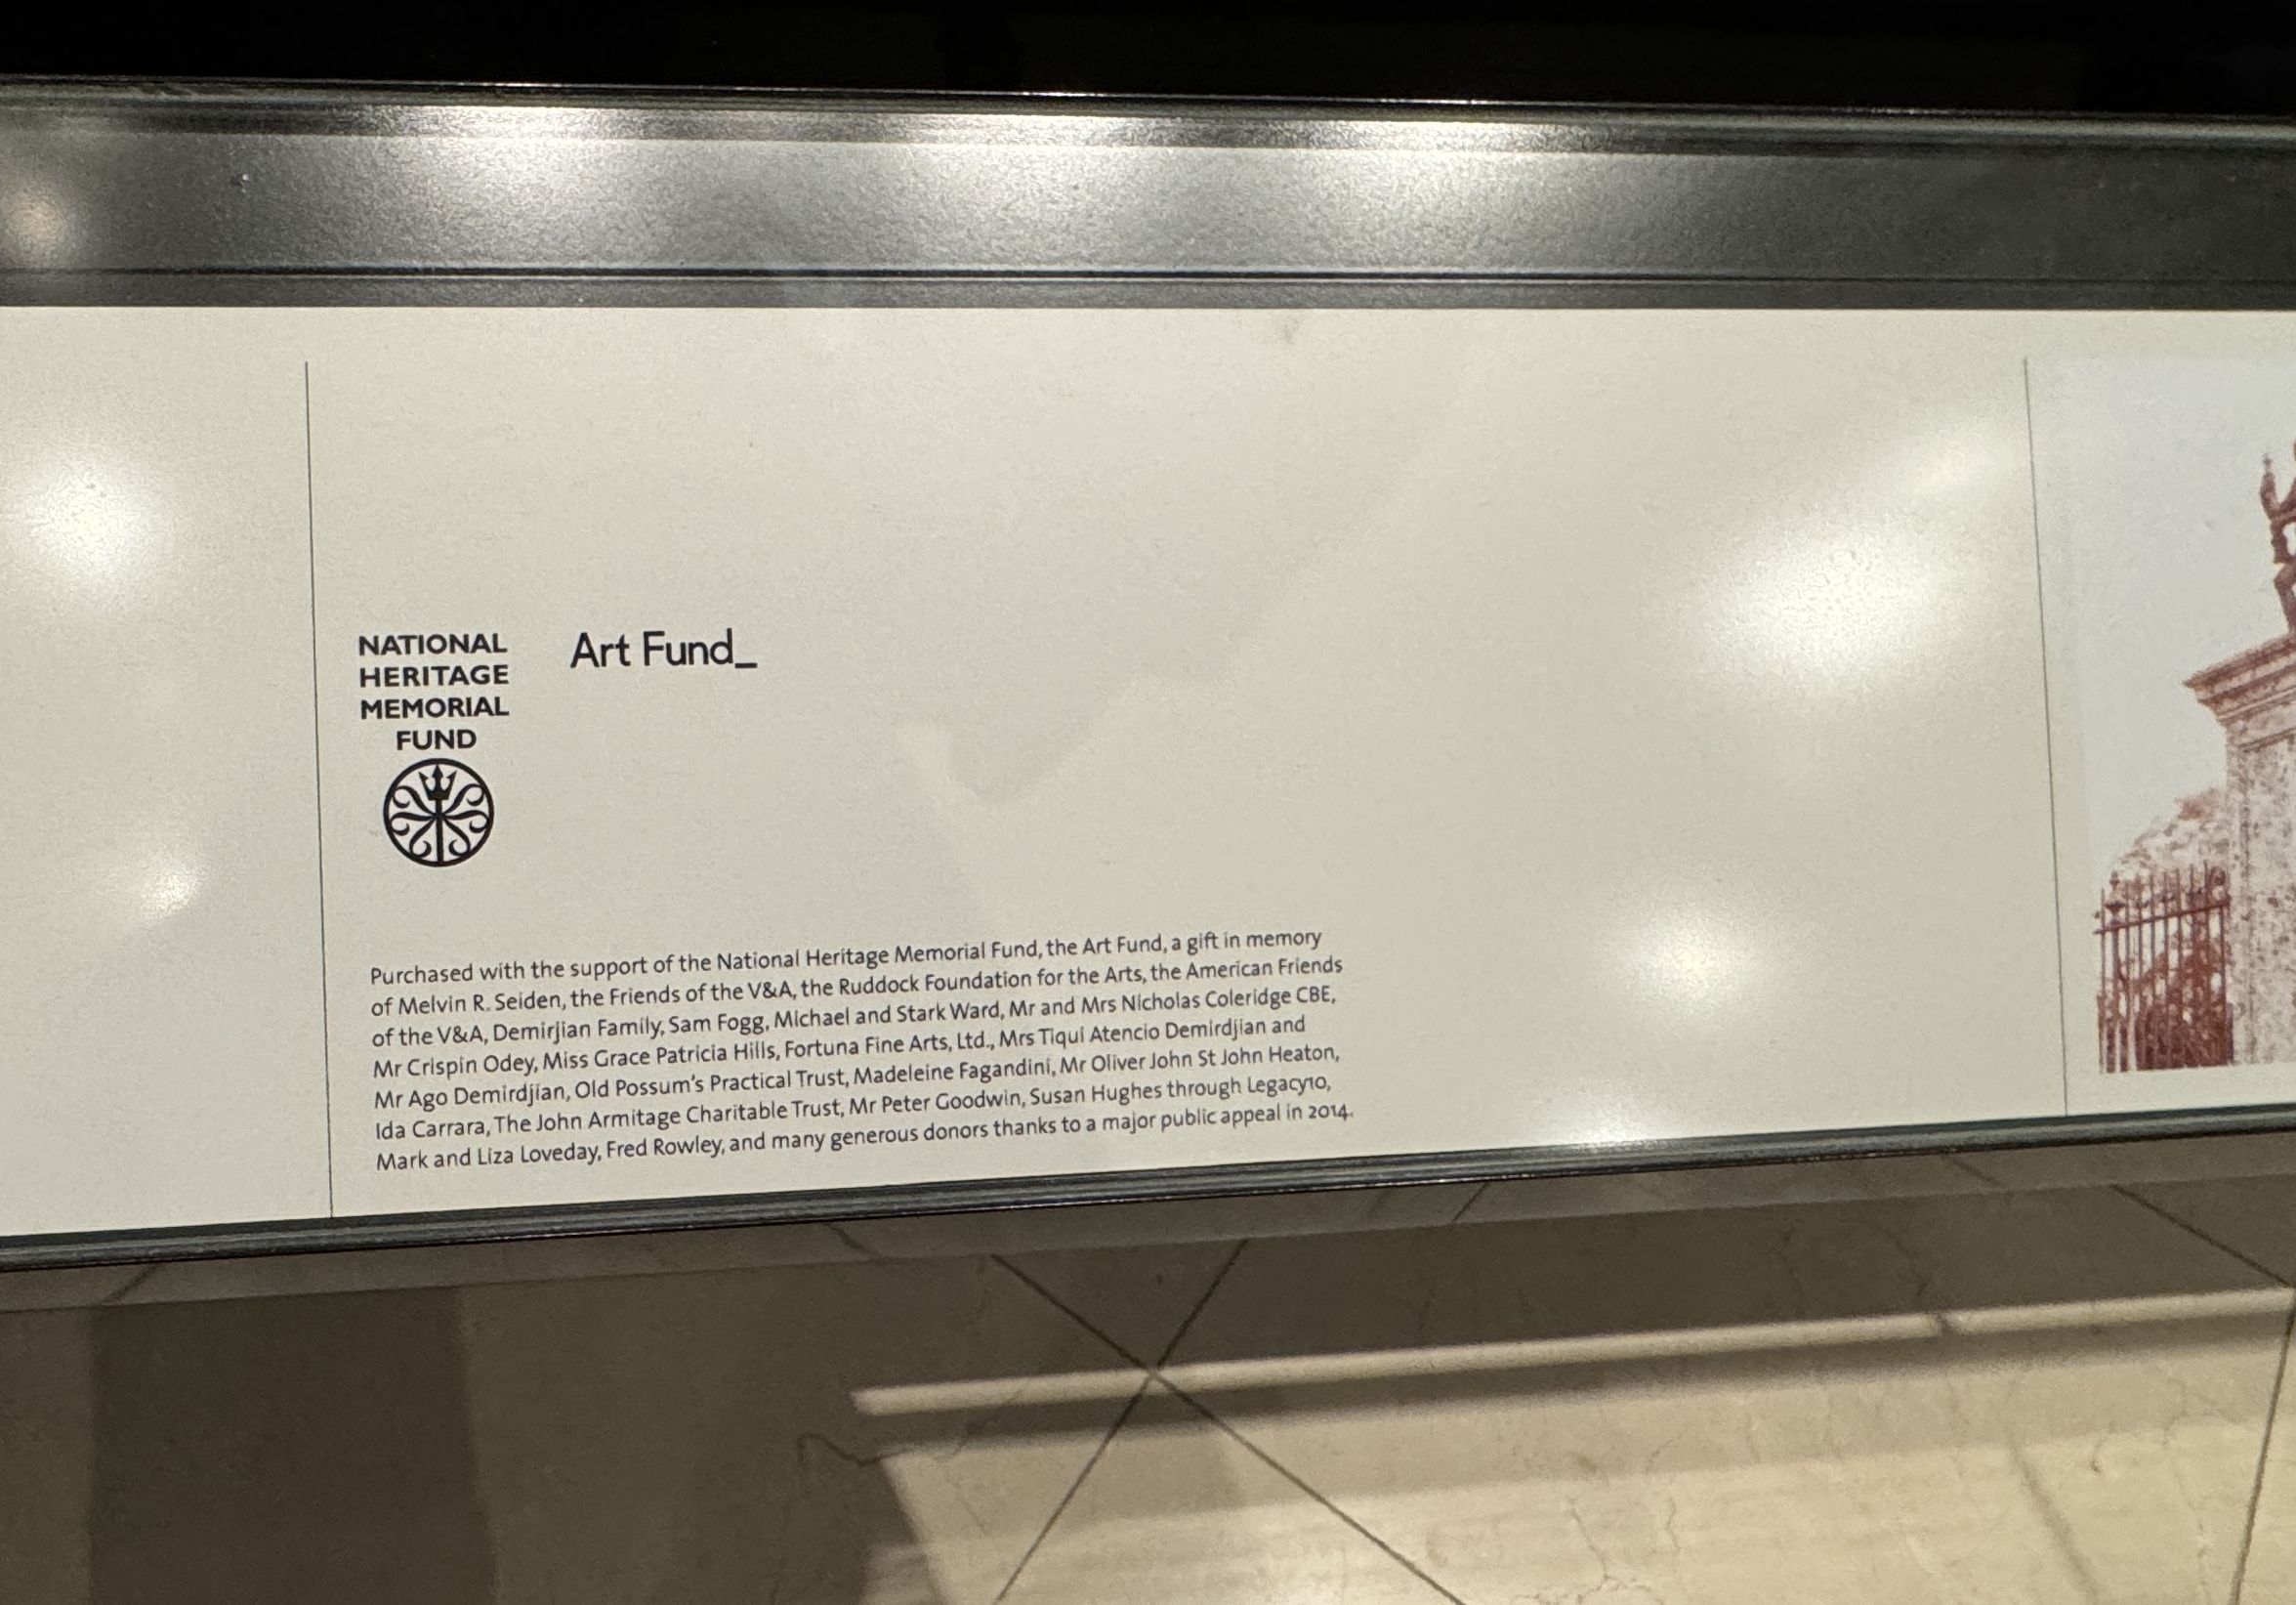 NATIONAL
HERITAGE
MEMORIAL
FUND
Art Fund_
Purchased with the support of the National Heritage Memorial Fund, the Art Fund, a gift in memory
of Melvin R. Seiden, the Friends of the V&A, the Ruddock Foundation for the Arts, the American Friends
of the V&A, Demirjian Family, Sam Fogg, Michael and Stark Ward, Mr and Mrs Nicholas Coleridge CBE,
Mr Crispin Odey, Miss Grace Patricia Hills, Fortuna Fine Arts, Ltd., Mrs Tiqui Atencio Demirdjian and
Mr Ago Demirdjian, Old Possum's Practical Trust, Madeleine Fagandini, Mr Oliver John St John Heaton,
Ida Carrara, The John Armitage Charitable Trust, Mr Peter Goodwin, Susan Hughes through Legacy10,
Mark and Liza Loveday, Fred Rowley, and many generous donors thanks to a major public appeal in 2014.